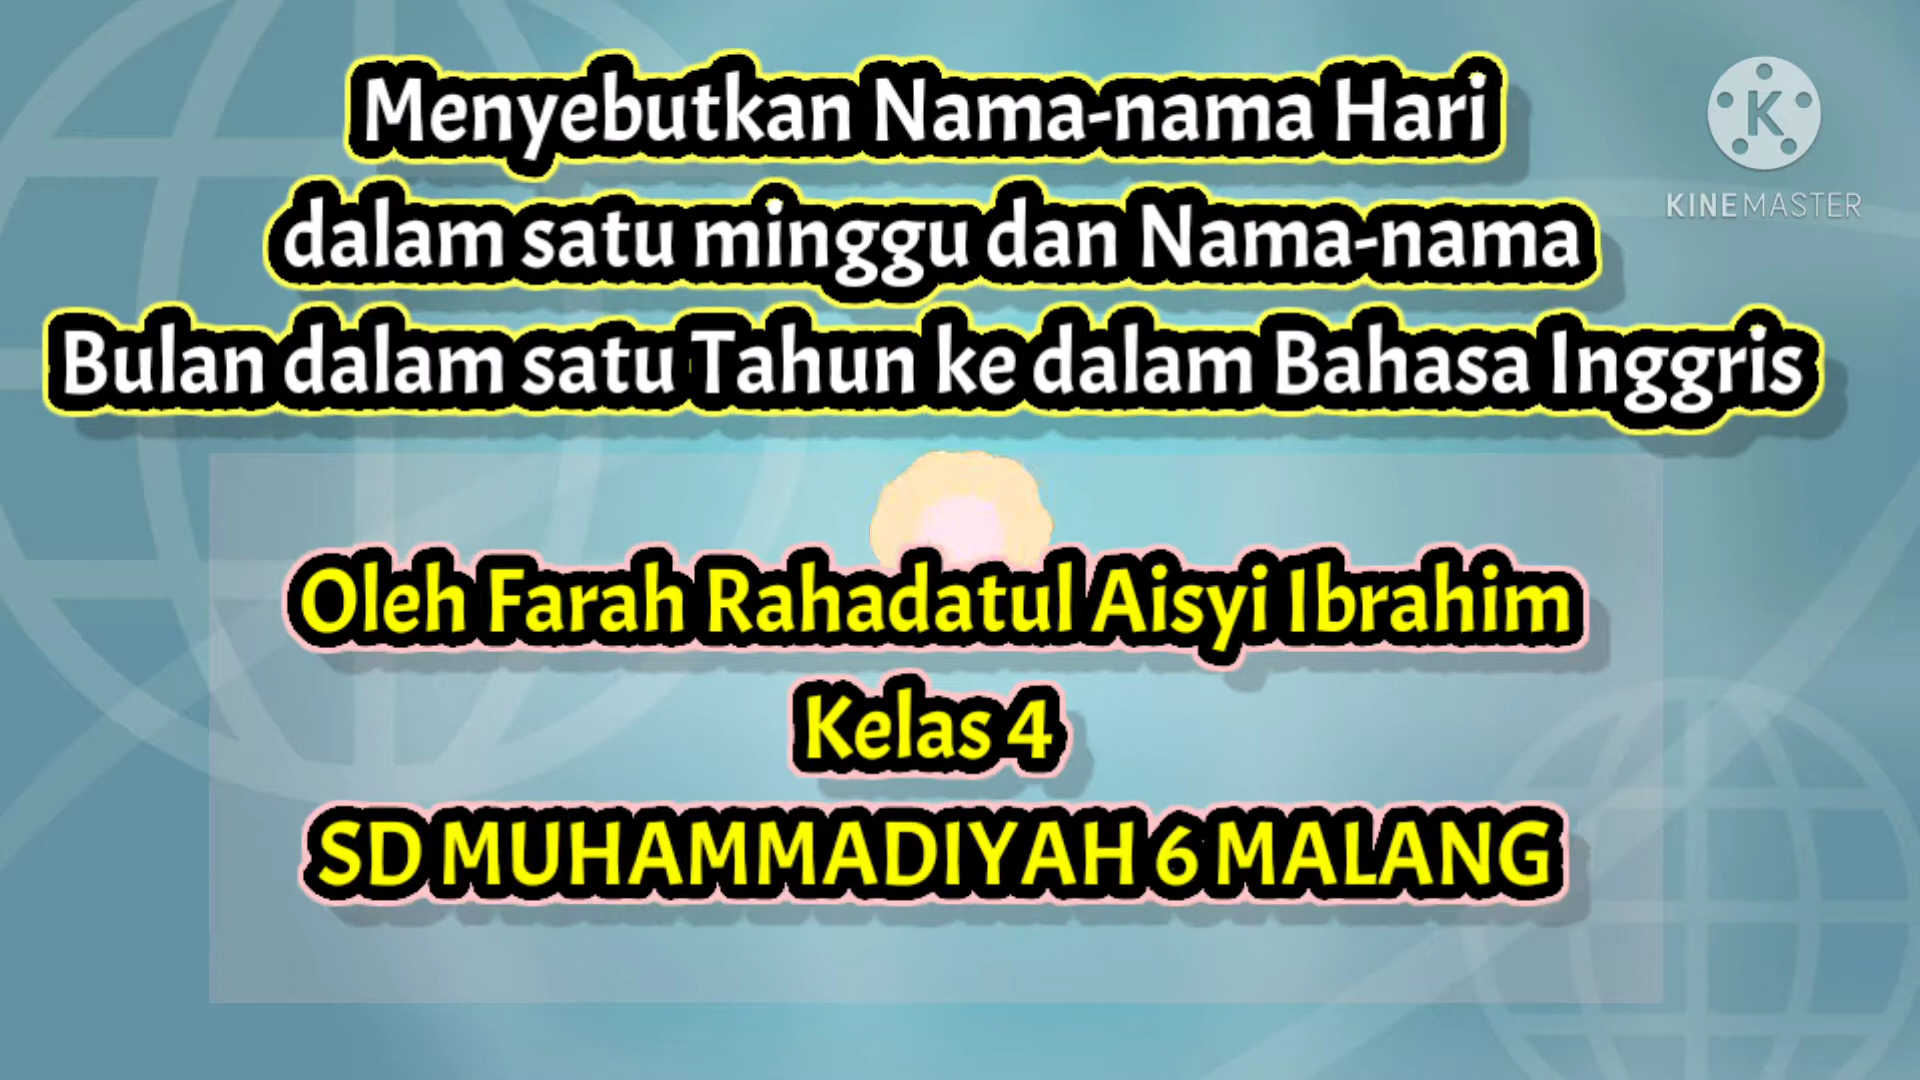 Menyebutkan Nama-nama Hari
dalam satu minggu dan Nama-nama
Bulan dalam satu Tahun ke dalam Bahasa Inggris
K
KINEMASTER
Oleh Farah Rahadatul Aisyi Ibrahim
Kelas 4
SD MUHAMMADIYAH 6 MALANG